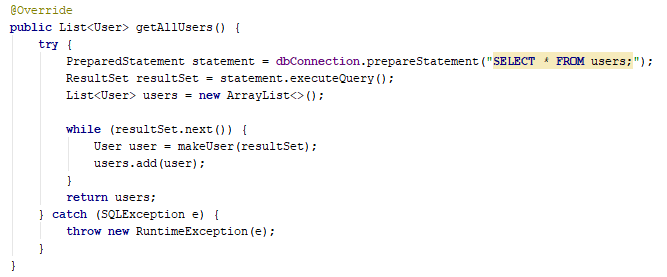 @Override
public List<User> getAllUsers() {
    try {
        PreparedStatement statement = dbConnection.prepareStatement("SELECT * FROM users;");
        ResultSet resultSet = statement.executeQuery();
        List<User> users = new ArrayList<>();

        while (resultSet.next()) {
            User user = makeUser(resultSet);
            users.add(user);
        }
        return users;
    } catch (SQLException e) {
        throw new RuntimeException(e);
    }
}